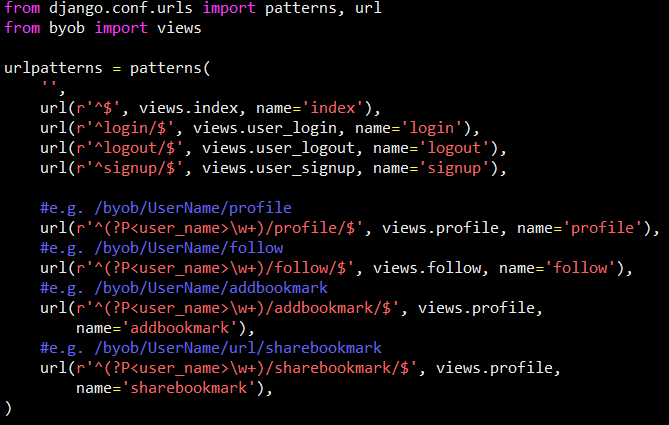 from django.conf.urls import patterns, url
from byob import views

urlpatterns = patterns(
    '',
    url(r'^$', views.index, name='index'),
    url(r'^login/$', views.user_login, name='login'),
    url(r'^logout/$', views.user_logout, name='logout'),
    url(r'^signup/$', views.user_signup, name='signup'),

    #e.g. /byob/UserName/profile
    url(r'^(?P<user_name>\w+)/profile/$', views.profile, name='profile'),
    #e.g. /byob/UserName/follow
    url(r'^(?P<user_name>\w+)/follow/$', views.follow, name='follow'),
    #e.g. /byob/UserName/addbookmark
    url(r'^(?P<user_name>\w+)/addbookmark/$', views.profile,
        name='addbookmark'),
    #e.g. /byob/UserName/url/sharebookmark
    url(r'^(?P<user_name>\w+)/sharebookmark/$', views.profile,
        name='sharebookmark'),
)